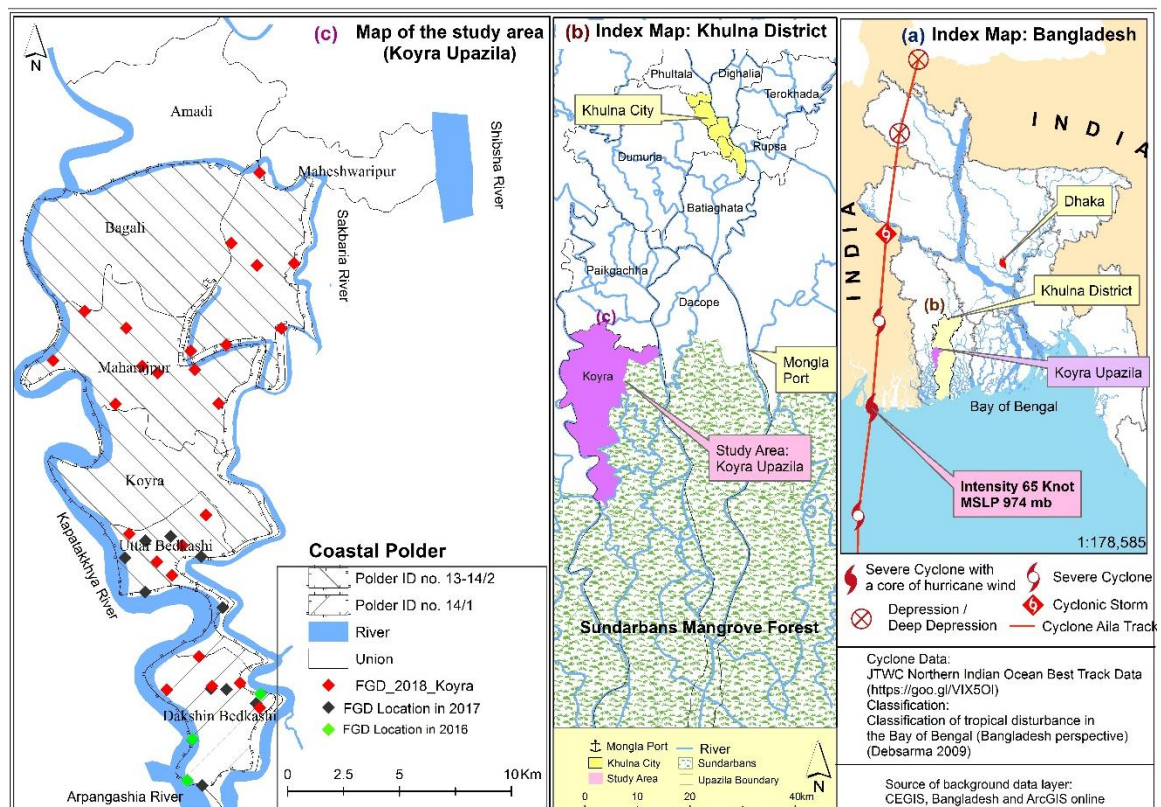 (c) Map of the study area
(Koyra Upazila)
N
Amadi
Maheshwaripur
Shibsha River
Bagali
Sakbaria River
Maharajpur
Koyra
Uttar Bedkashi
Kapatakkhya River
Dakshin Bedkashi
Arpangashia River
Coastal Polder
Polder ID no. 13-14/2
Polder ID no. 14/1
River
Union
FGD_2018_Koyra
FGD Location in 2017
FGD Location in 2016
0 2.5 5 10 Km
(b) Index Map: Khulna District
Phultala
Dighalia
Terokhada
Khulna City
Dumuria
Rupsa
Batiaghata
Paikgachha
Dacope
(c)
Koyra
Mongla
Port
Study Area:
Koyra Upazila
Sundarbans Mangrove Forest
Mongla Port
River
Khulna City
Sundarbans
Study Area
Upazila Boundary
N
0 10 20 40km
(a) Index Map: Bangladesh
INDIA
INDIA
Dhaka
Khulna District
(b)
Koyra Upazila
Bay of Bengal
Intensity 65 Knot
MSLP 974 mb
1:178,585
Severe Cyclone with
a core of hurricane wind
Severe Cyclone
Depression /
Deep Depression
Cyclonic Storm
Cyclone Aila Track
Cyclone Data:
JTWC Northern Indian Ocean Best Track Data
(https://goo.gl/VIX5OI)
Classification:
Classification of tropical disturbance in
the Bay of Bengal (Bangladesh perspective)
(Debsarma 2009)
Source of background data layer:
CEGIS, Bangladesh and ArcGIS online